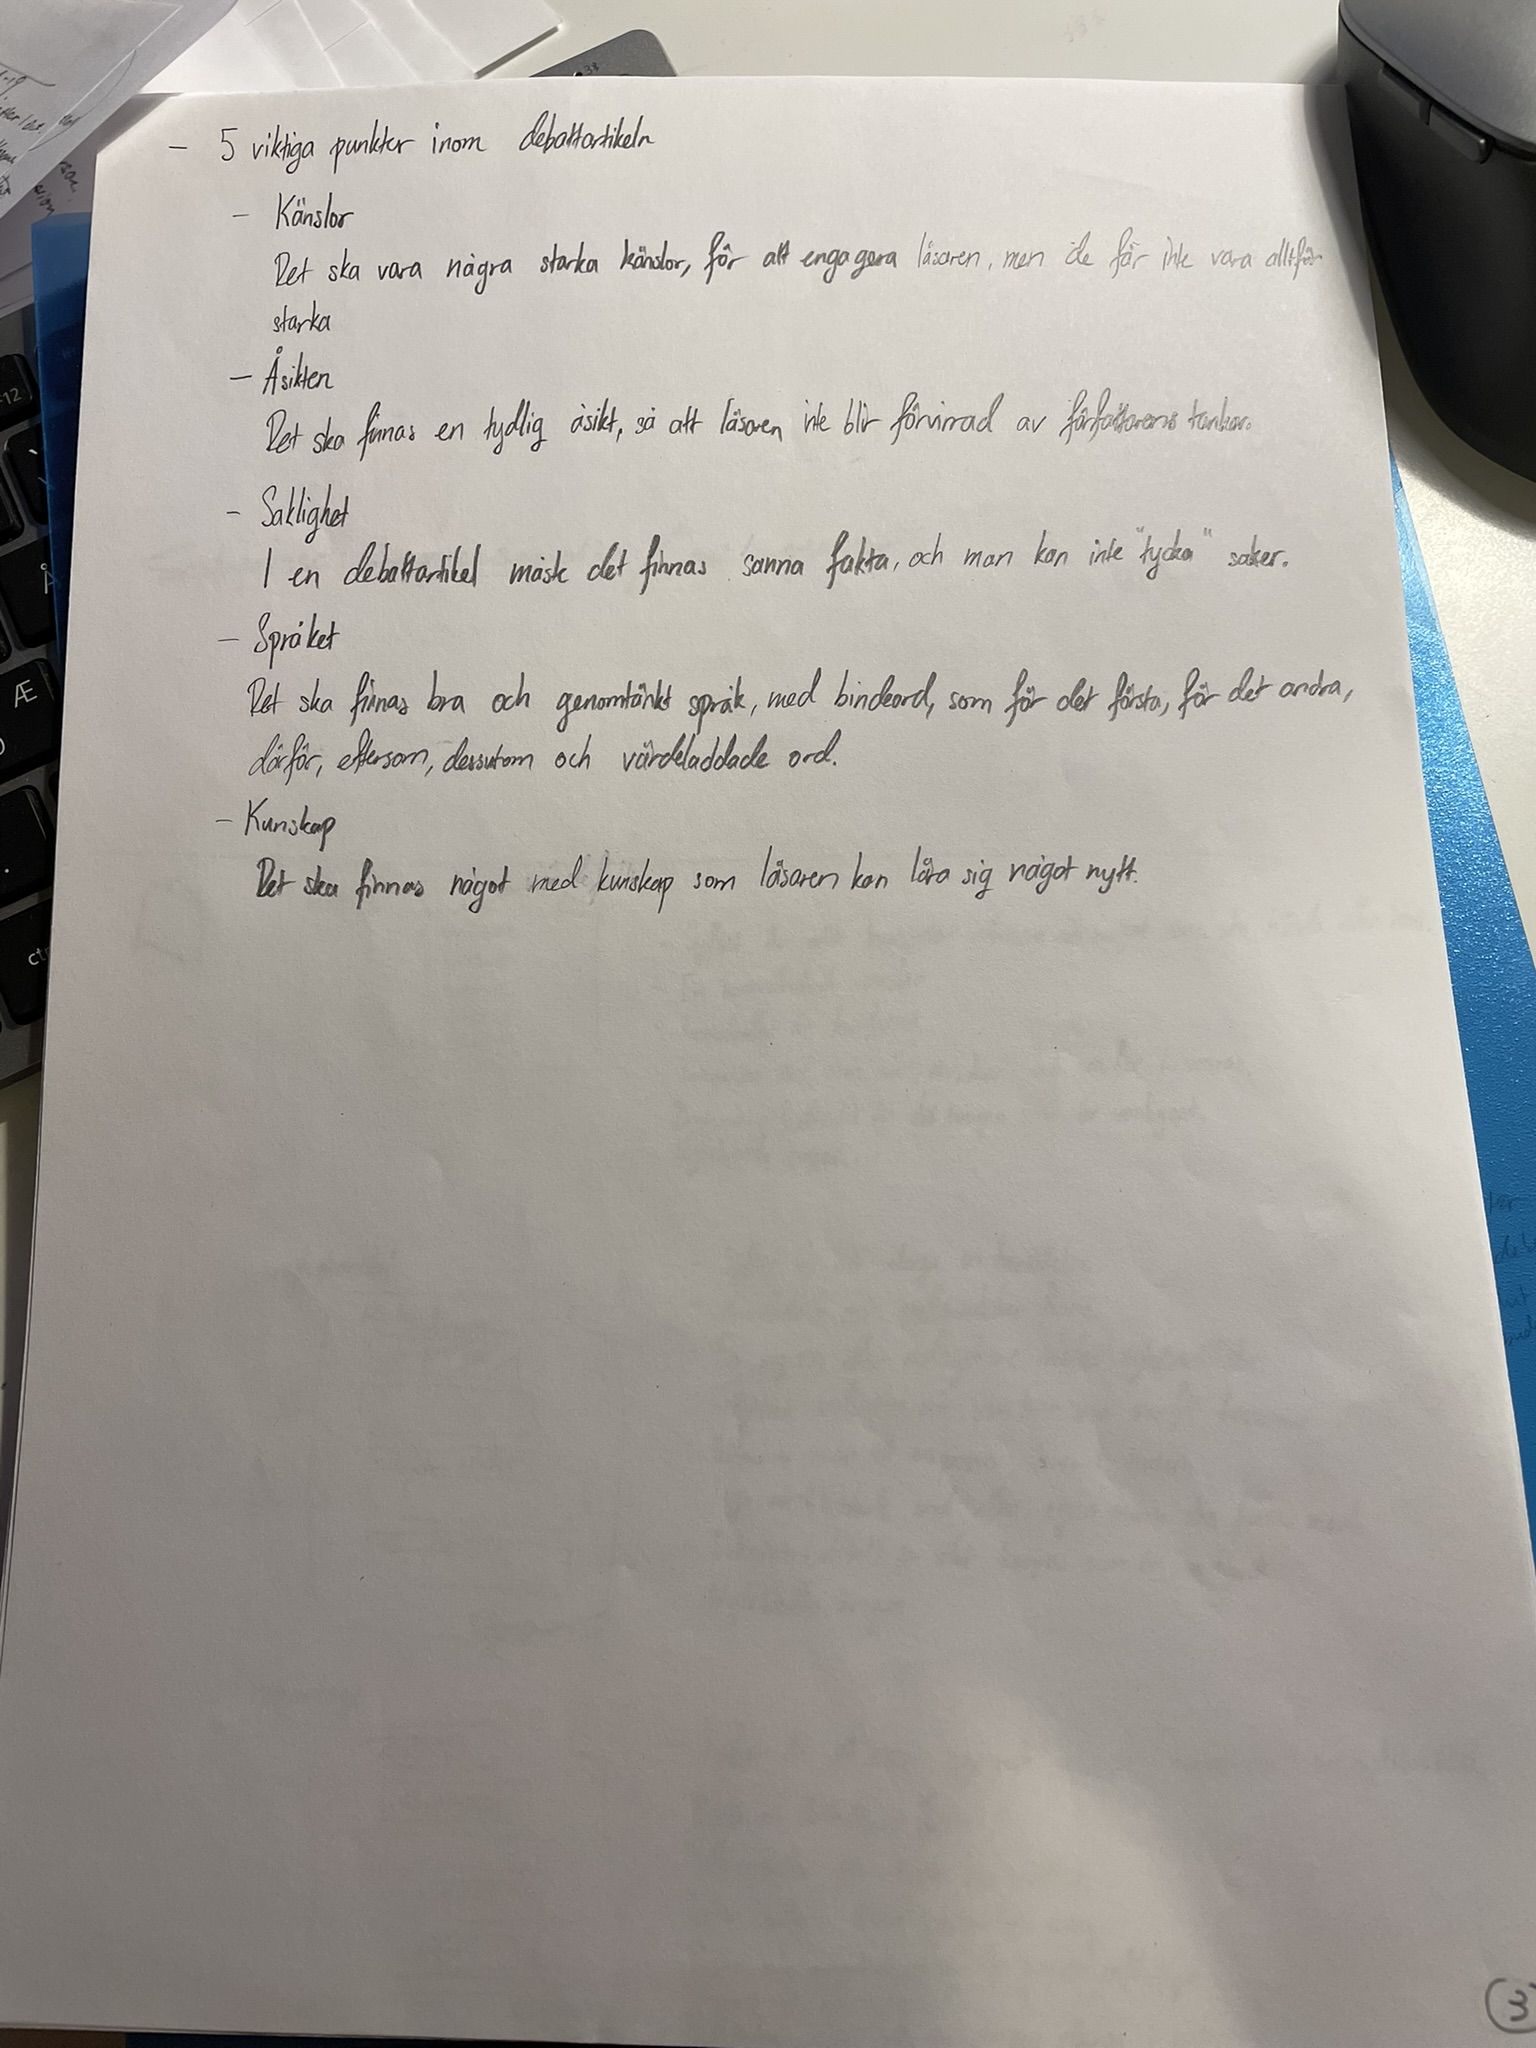 - 5 viktiga punkter inom debattartikeln
- Känslor
Det ska vara några starka känslor, för att engagera läsaren, men de får inte vara alltför
starka
- Åsikten
Det ska finnas en tydlig åsikt, så att läsaren inte blir förvirrad av författarens tankar.
- Saklighet
I en debattartikel måste det finnas sanna fakta, och man kan inte "tycka" saker.
- Språket
Det ska finnas bra och genomtänkt språk, med bindeord, som för det första, för det andra,
därför, eftersom, dessutom och värdeladdade ord.
- Kunskap
Det ska finnas något med kunskap som läsaren kan lära sig något nytt.
3